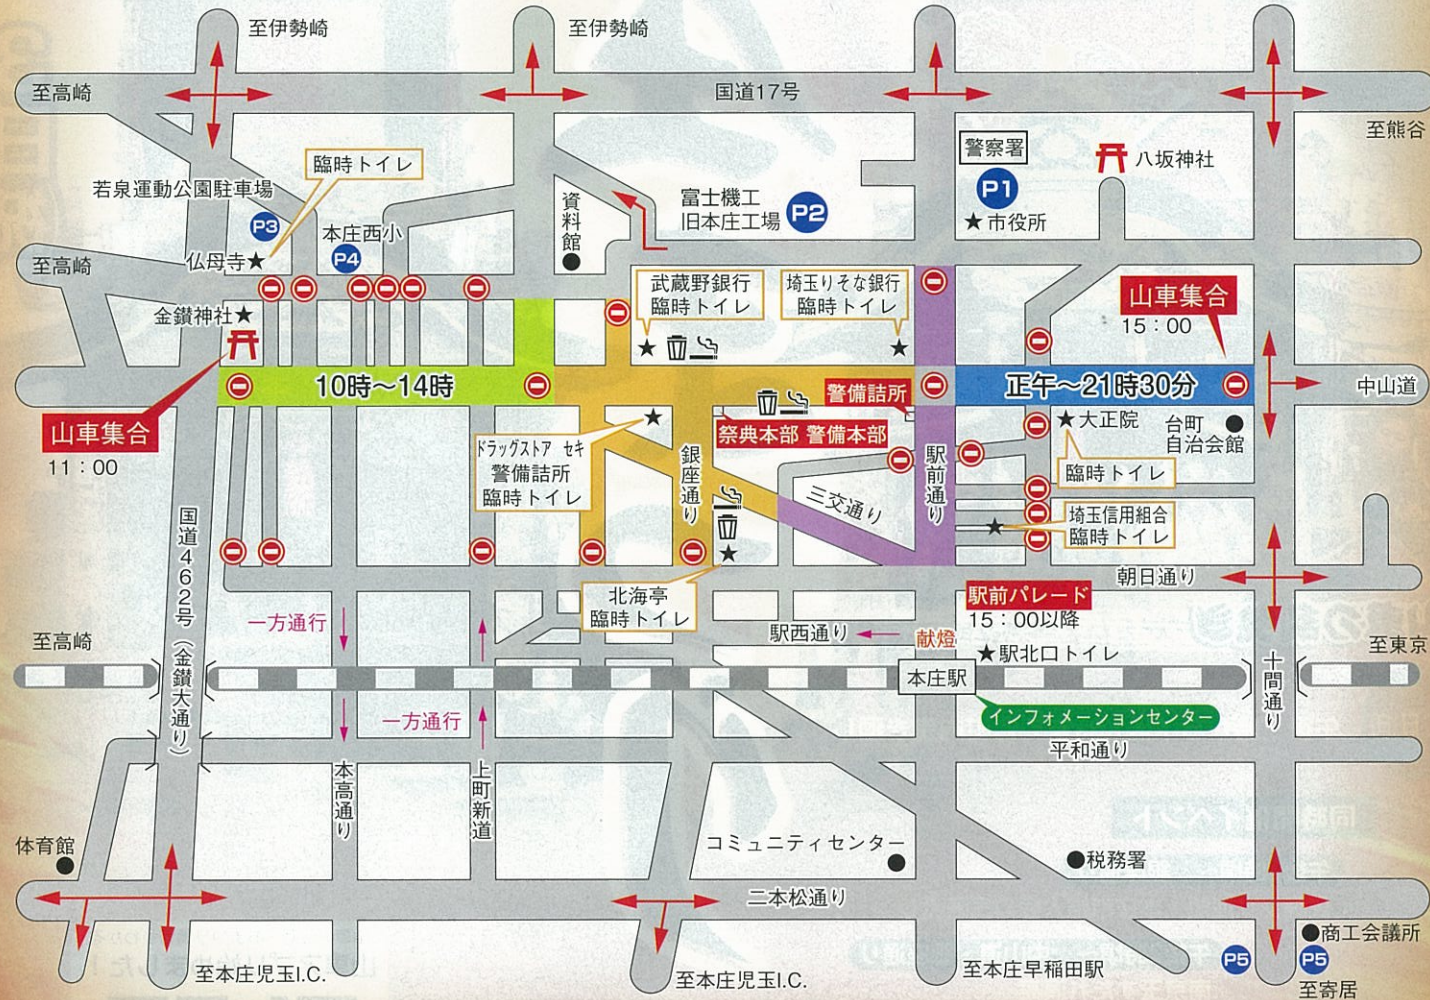 至伊勢崎
至伊勢崎
至高崎
国道17号
至熊谷
臨時トイレ
警察署
八坂神社
若泉運動公園駐車場
P3
本庄西小
P4
資料館
富士機工
旧本庄工場
P2
P1
★市役所
至高崎
仏母寺★
武蔵野銀行
臨時トイレ
埼玉りそな銀行
臨時トイレ
山車集合
15：00
金鑚神社★
10時～14時
正午～21時30分
中山道
山車集合
11：00
警備詰所
祭典本部 警備本部
★大正院
台町
自治会館
臨時トイレ
ドラッグストア セキ
警備詰所
臨時トイレ
銀座通り
駅前通り
三交通り
埼玉信用組合
臨時トイレ
国道462号（金鑚大通り）
朝日通り
北海亭
臨時トイレ
駅前パレード
15：00以降
一方通行
駅西通り
献燈
至高崎
★駅北口トイレ
至東京
本庄駅
インフォメーションセンター
十間通り
一方通行
平和通り
本高通り
上町新道
体育館
コミュニティセンター
税務署
二本松通り
商工会議所
P5
P5
至本庄児玉I.C.
至本庄児玉I.C.
至本庄早稲田駅
至寄居